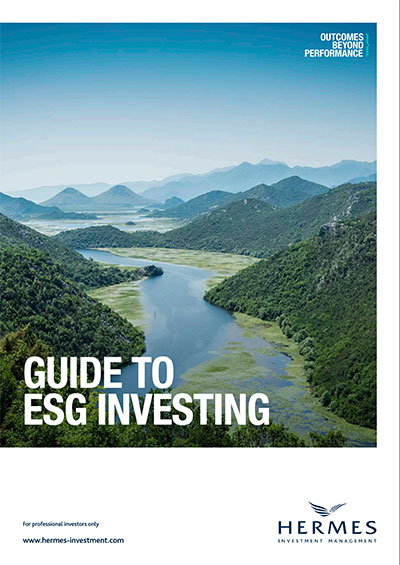 OUTCOMES
BEYOND
PERFORMANCE
GUIDE TO
ESG INVESTING
For professional investors only
www.hermes-investment.com
HERMES
INVESTMENT MANAGEMENT